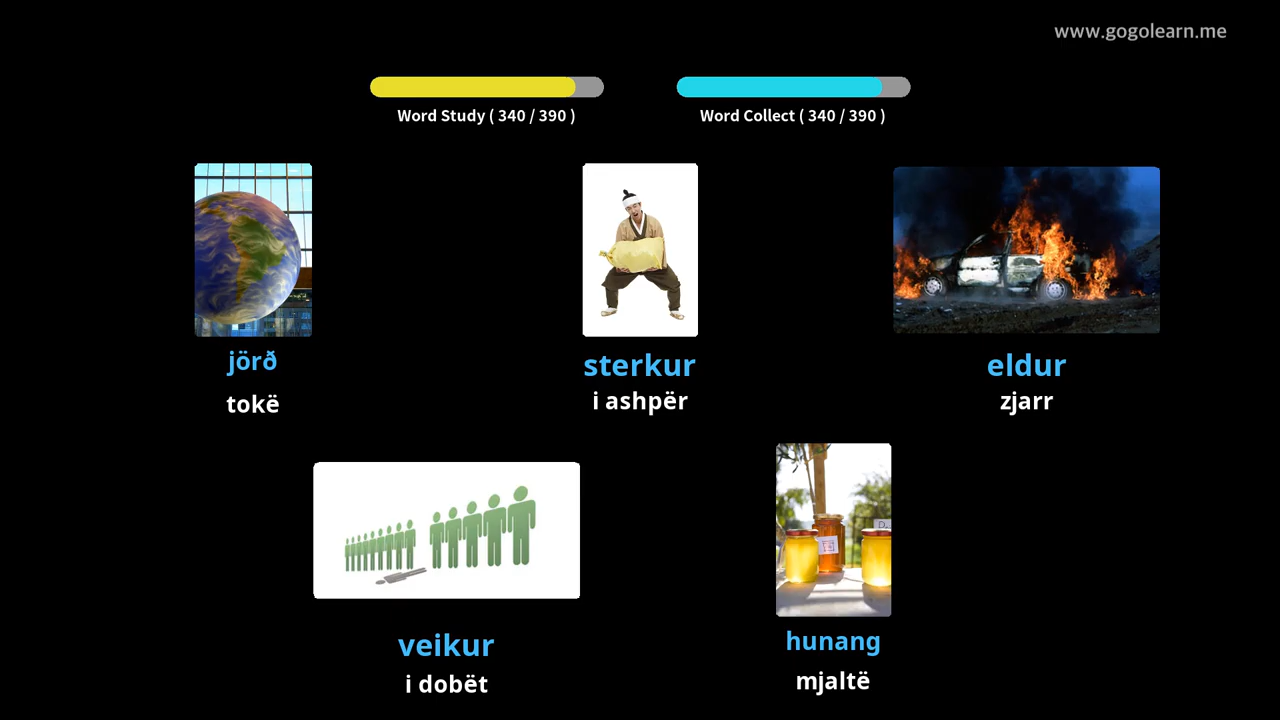 www.gogolearn.me
Word Study ( 340 / 390 )
Word Collect ( 340 / 390 )
jörð
tokë
sterkur
i ashpër
eldur
zjarr
veikur
i dobët
hunang
mjaltë